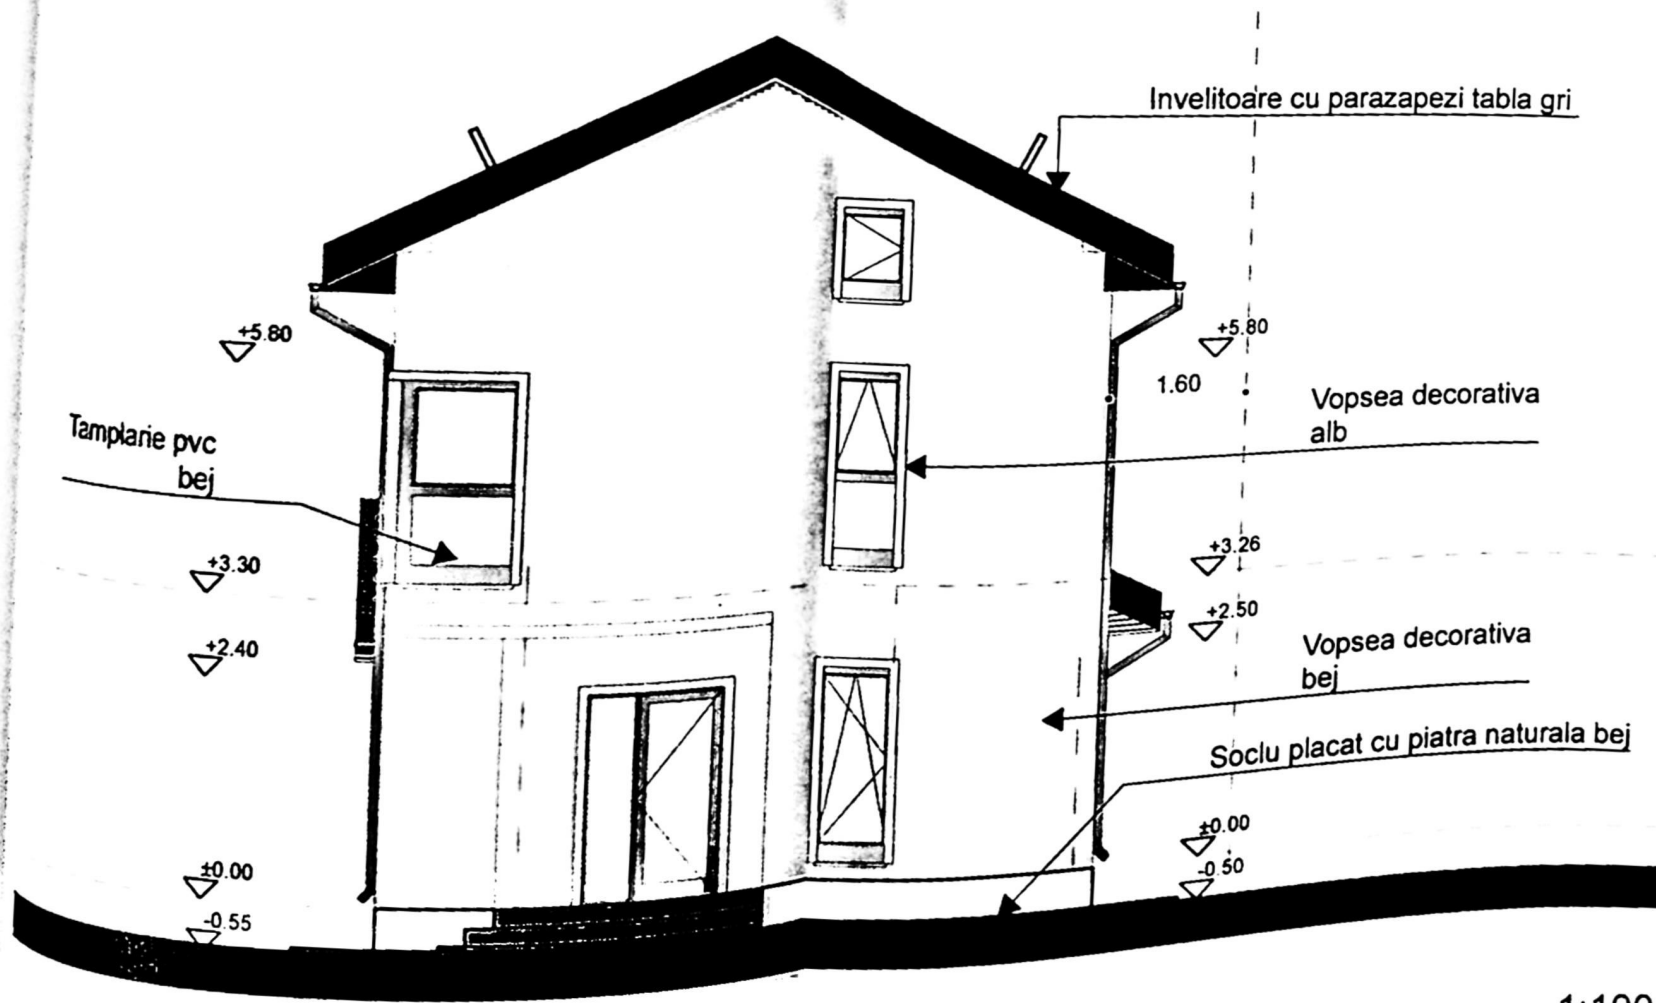 Invelitoare cu parazapezi tabla gri
+5.80
+5.80
1.60
Vopsea decorativa
alb
Tamplarie pvc
bej
+3.30
+3.26
+2.50
+2.40
Vopsea decorativa
bej
Soclu placat cu piatra naturala bej
±0.00
-0.50
±0.00
-0.55